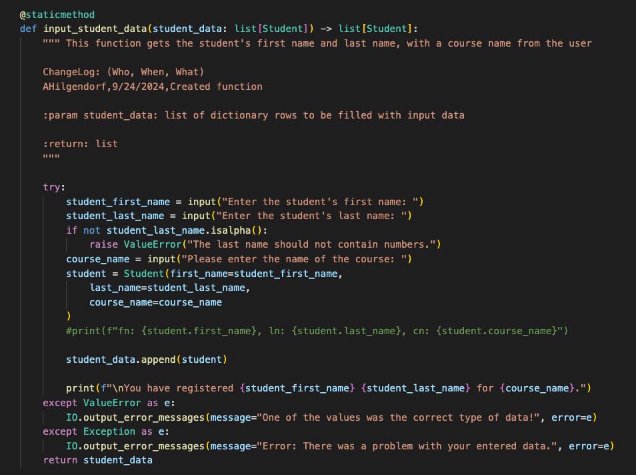 @staticmethod
def input_student_data(student_data: list[Student]) -> list[Student]:
    """ This function gets the student's first name and last name, with a course name from the user

    ChangeLog: (Who, When, What)
    AHilgendorf,9/24/2024,Created function

    :param student_data: list of dictionary rows to be filled with input data

    :return: list
    """

    try:
        student_first_name = input("Enter the student's first name: ")
        student_last_name = input("Enter the student's last name: ")
        if not student_last_name.isalpha():
            raise ValueError("The last name should not contain numbers.")
        course_name = input("Please enter the name of the course: ")
        student = Student(first_name=student_first_name,
            last_name=student_last_name,
            course_name=course_name
        )
        #print(f"fn: {student.first_name}, ln: {student.last_name}, cn: {student.course_name}")

        student_data.append(student)

        print(f"\nYou have registered {student_first_name} {student_last_name} for {course_name}.")
    except ValueError as e:
        IO.output_error_messages(message="One of the values was the correct type of data!", error=e)
    except Exception as e:
        IO.output_error_messages(message="Error: There was a problem with your entered data.", error=e)
    return student_data